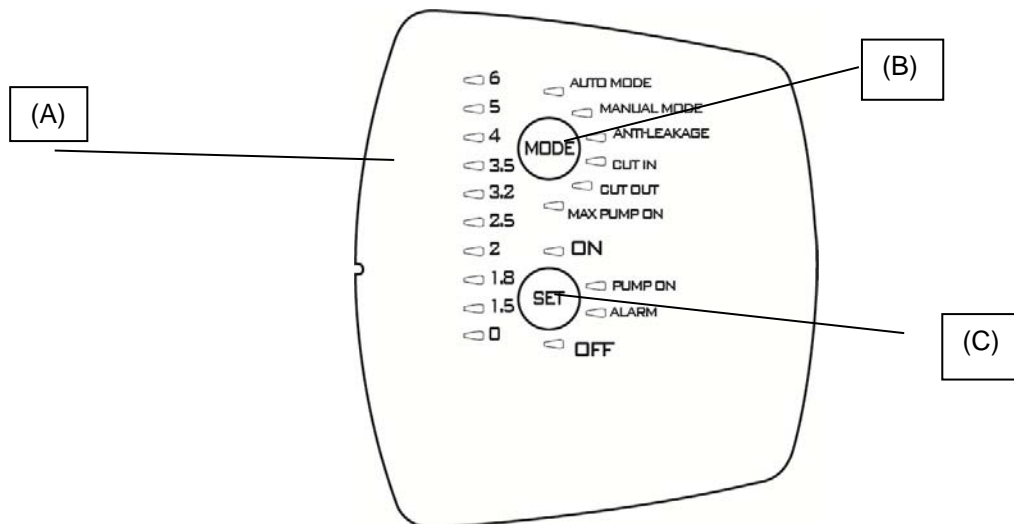 (A)
(B)
(C)
6
5
4
3.5
3.2
2.5
2
1.8
1.5
0
AUTO MODE
MANUAL MODE
ANTI-LEAKAGE
MODE
CUT IN
CUT OUT
MAX PUMP ON
ON
PUMP ON
SET
ALARM
OFF